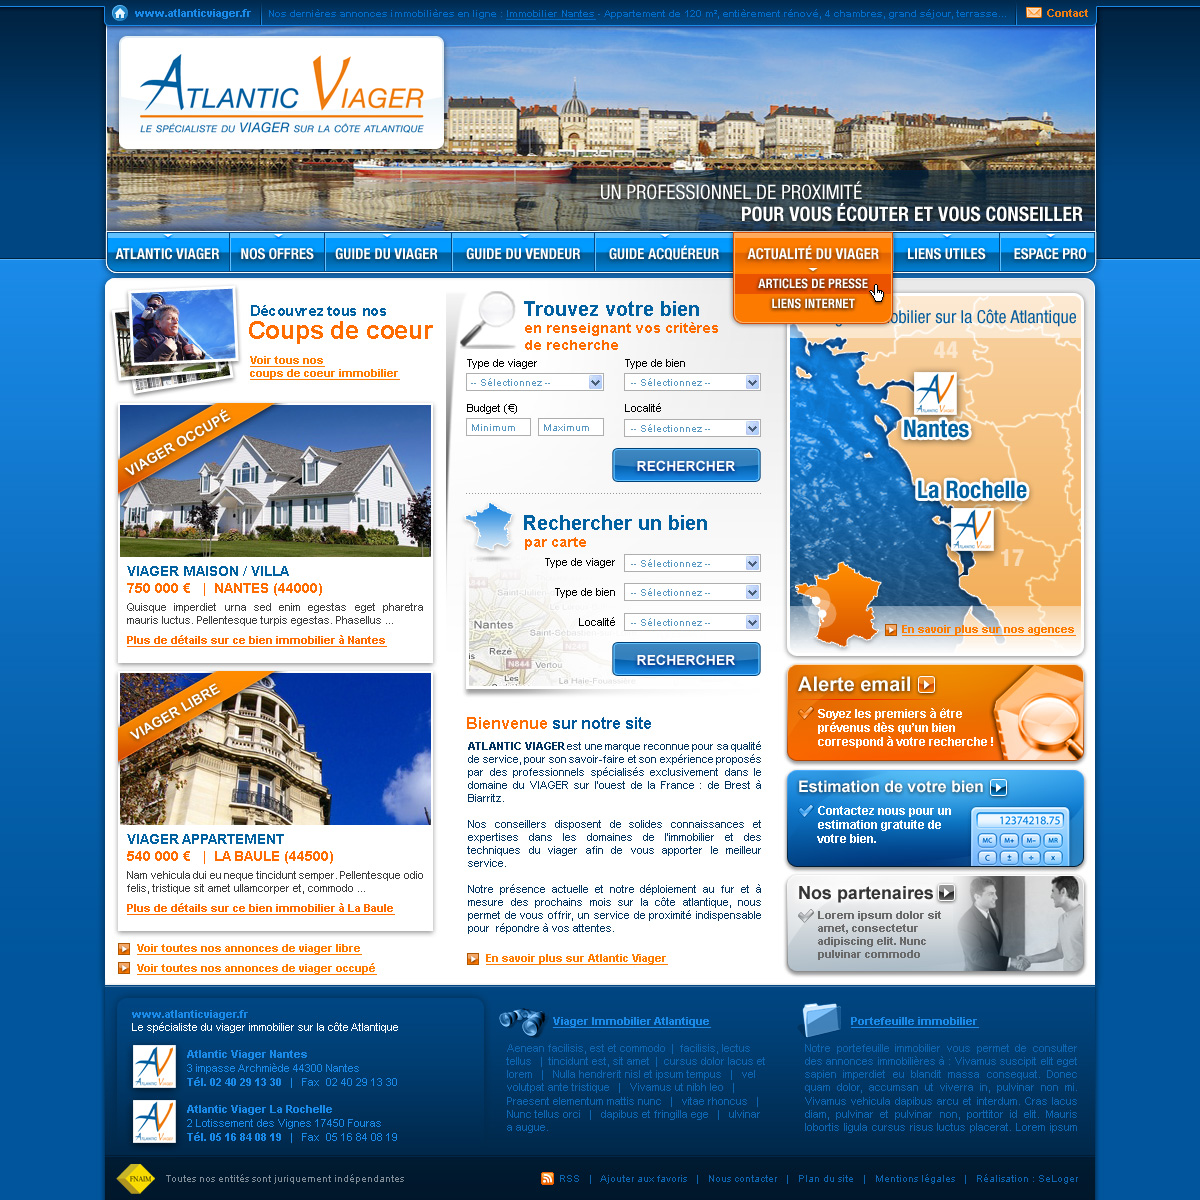 www.atlanticviager.fr
Nos dernières annonces immobilières en ligne : Immobilier Nantes - Appartement de 120 m², entièrement rénové, 4 chambres, grand séjour, terrasse...
Contact
ATLANTIC VIAGER
LE SPÉCIALISTE DU VIAGER SUR LA CÔTE ATLANTIQUE
UN PROFESSIONNEL DE PROXIMITÉ
POUR VOUS ÉCOUTER ET VOUS CONSEILLER
ATLANTIC VIAGER
NOS OFFRES
GUIDE DU VIAGER
GUIDE DU VENDEUR
GUIDE ACQUÉREUR
ACTUALITÉ DU VIAGER
LIENS UTILES
ESPACE PRO
ARTICLES DE PRESSE
LIENS INTERNET
Découvrez tous nos
Coups de coeur
Voir tous nos
coups de coeur immobilier
VIAGER OCCUPÉ
VIAGER MAISON / VILLA
750 000 € | NANTES (44000)
Quisque imperdiet urna sed enim egestas eget pharetra
mauris luctus. Pellentesque turpis egestas. Phasellus ...
Plus de détails sur ce bien immobilier à Nantes
VIAGER LIBRE
VIAGER APPARTEMENT
540 000 € | LA BAULE (44500)
Nam vehicula dui eu neque tincidunt semper. Pellentesque odio
felis, tristique sit amet ullamcorper et, commodo ...
Plus de détails sur ce bien immobilier à La Baule
Voir toutes nos annonces de viager libre
Voir toutes nos annonces de viager occupé
Trouvez votre bien
en renseignant vos critères
de recherche
Type de viager
Type de bien
-- Sélectionnez --
-- Sélectionnez --
Budget (€)
Localité
Minimum
Maximum
-- Sélectionnez --
RECHERCHER
Rechercher un bien
par carte
Type de viager
-- Sélectionnez --
Type de bien
-- Sélectionnez --
Localité
-- Sélectionnez --
Nantes
Rezé
N844
Vertou
RECHERCHER
Bienvenue sur notre site
ATLANTIC VIAGER est une marque reconnue pour sa qualité
de service, pour son savoir-faire et son expérience proposés
par des professionnels spécialisés exclusivement dans le
domaine du VIAGER sur l'ouest de la France : de Brest à
Biarritz.
Nos conseillers disposent de solides connaissances et
expertises dans les domaines de l'immobilier et des
techniques du viager afin de vous apporter le meilleur
service.
Notre présence actuelle et notre déploiement au fur et à
mesure des prochains mois sur la côte atlantique, nous
permet de vous offrir, un service de proximité indispensable
pour répondre à vos attentes.
En savoir plus sur Atlantic Viager
obilier sur la Côte Atlantique
44
ATLANTIC VIAGER
Nantes
La Rochelle
ATLANTIC VIAGER
17
En savoir plus sur nos agences
Alerte email
Soyez les premiers à être
prévenus dès qu'un bien
correspond à votre recherche !
Estimation de votre bien
Contactez nous pour un
estimation gratuite de
votre bien.
12374218.75
MC M+ M- MR
C ± ÷ x
Nos partenaires
Lorem ipsum dolor sit
amet, consectetur
adipiscing elit. Nunc
pulvinar commodo
www.atlanticviager.fr
Le spécialiste du viager immobilier sur la côte Atlantique
Atlantic Viager Nantes
3 impasse Archmiède 44300 Nantes
Tél. 02 40 29 13 30 | Fax 02 40 29 13 30
Atlantic Viager La Rochelle
2 Lotissement des Vignes 17450 Fouras
Tél. 05 16 84 08 19 | Fax 05 16 84 08 19
Viager Immobilier Atlantique
Aenean facilisis, est et commodo | facilisis, lectus
tellus | tincidunt est, sit amet | cursus dolor lacus et
lorem | Nulla hendrerit nisl et ipsum tempus | vel
volutpat ante tristique | Vivamus ut nibh leo |
Praesent elementum mattis nunc | vitae rhoncus |
Nunc tellus orci | dapibus et fringilla ege | ulvinar
a augue.
Portefeuille immobilier
Notre portefeuille immobilier vous permet de consulter
des annonces immobilières à : Vivamus suscipit elit eget
sapien imperdiet eu blandit massa consequat. Donec
quam dolor, accumsan ut viverra in, pulvinar non mi.
Vivamus vehicula dapibus arcu et interdum. Cras lacus
diam, pulvinar et pulvinar non, porttitor id elit. Mauris
lobortis ligula cursus risus luctus placerat. Lorem ipsum
FNAIM
Toutes nos entités sont juriquement indépendantes
RSS | Ajouter aux favoris | Nous contacter | Plan du site | Mentions légales | Réalisation : SeLoger